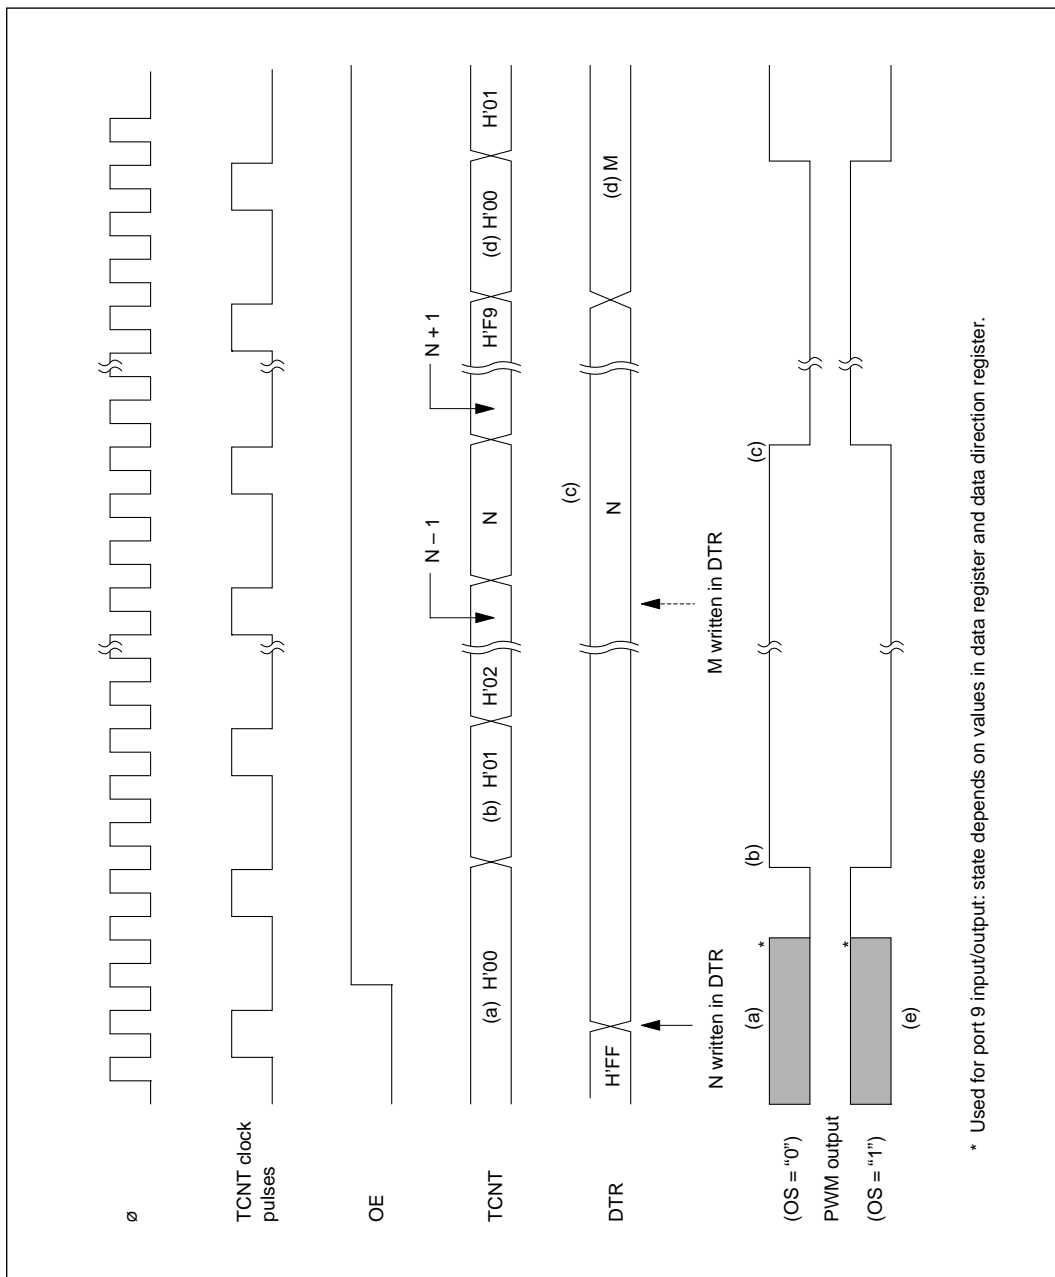 ø
TCNT clock
pulses
OE
TCNT
(a) H'00
(b) H'01
H'02
N – 1
N
N + 1
H'F9
(d) H'00
H'01
DTR
H'FF
N written in DTR
M written in DTR
N
(c)
(d) M
(OS = “0”)
(a)
*
(b)
(c)
PWM output
(OS = “1”)
*
(e)
* Used for port 9 input/output: state depends on values in data register and data direction register.